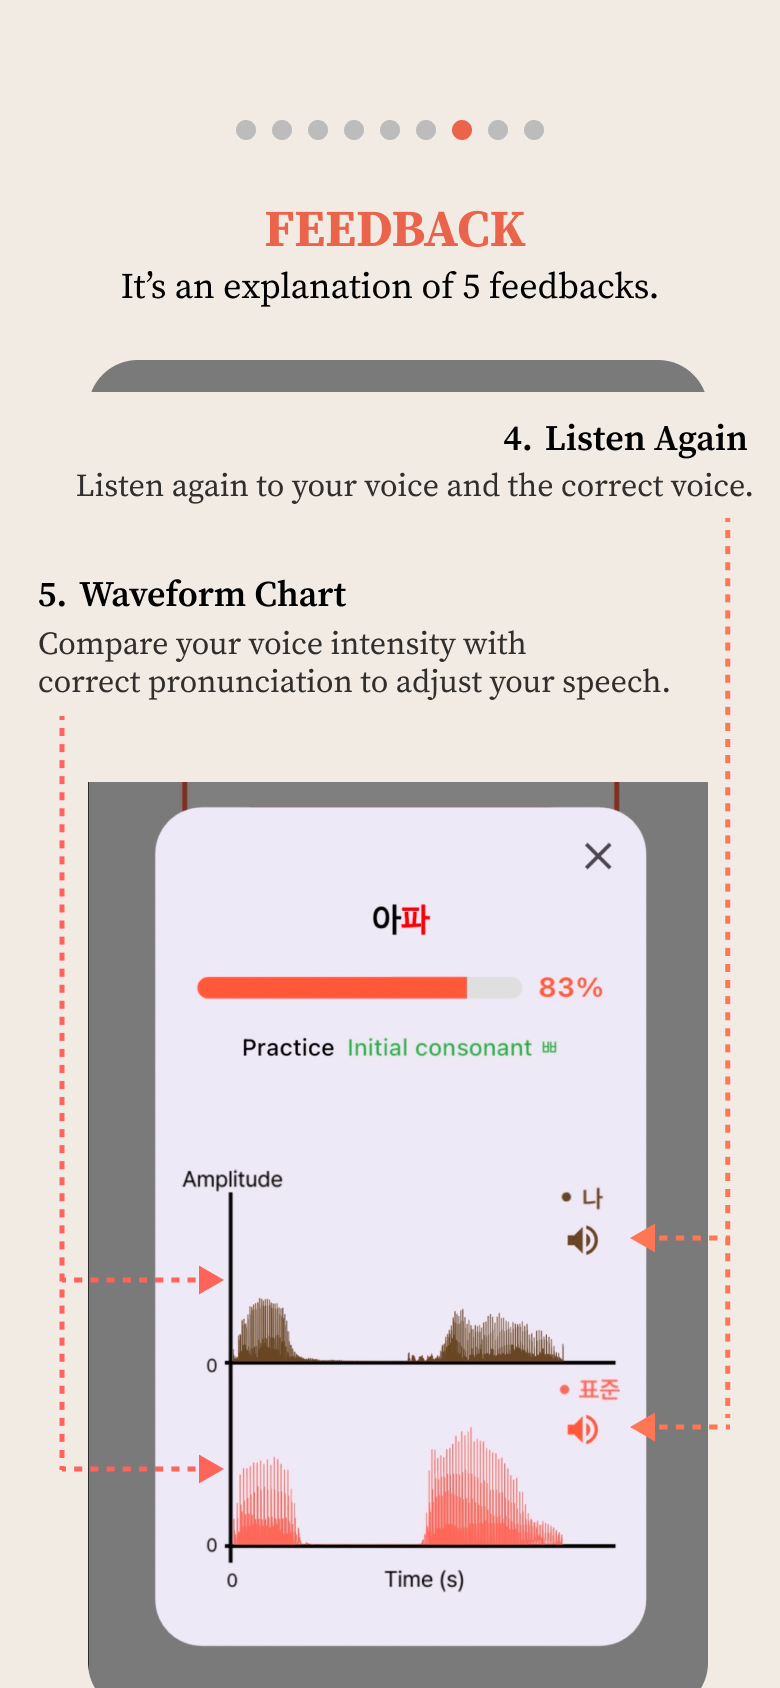 FEEDBACK
It’s an explanation of 5 feedbacks.
4. Listen Again
Listen again to your voice and the correct voice.
5. Waveform Chart
Compare your voice intensity with
correct pronunciation to adjust your speech.
아파
83%
Practice Initial consonant ㅃ
Amplitude
• 나
0
• 표준
0
0 Time (s)